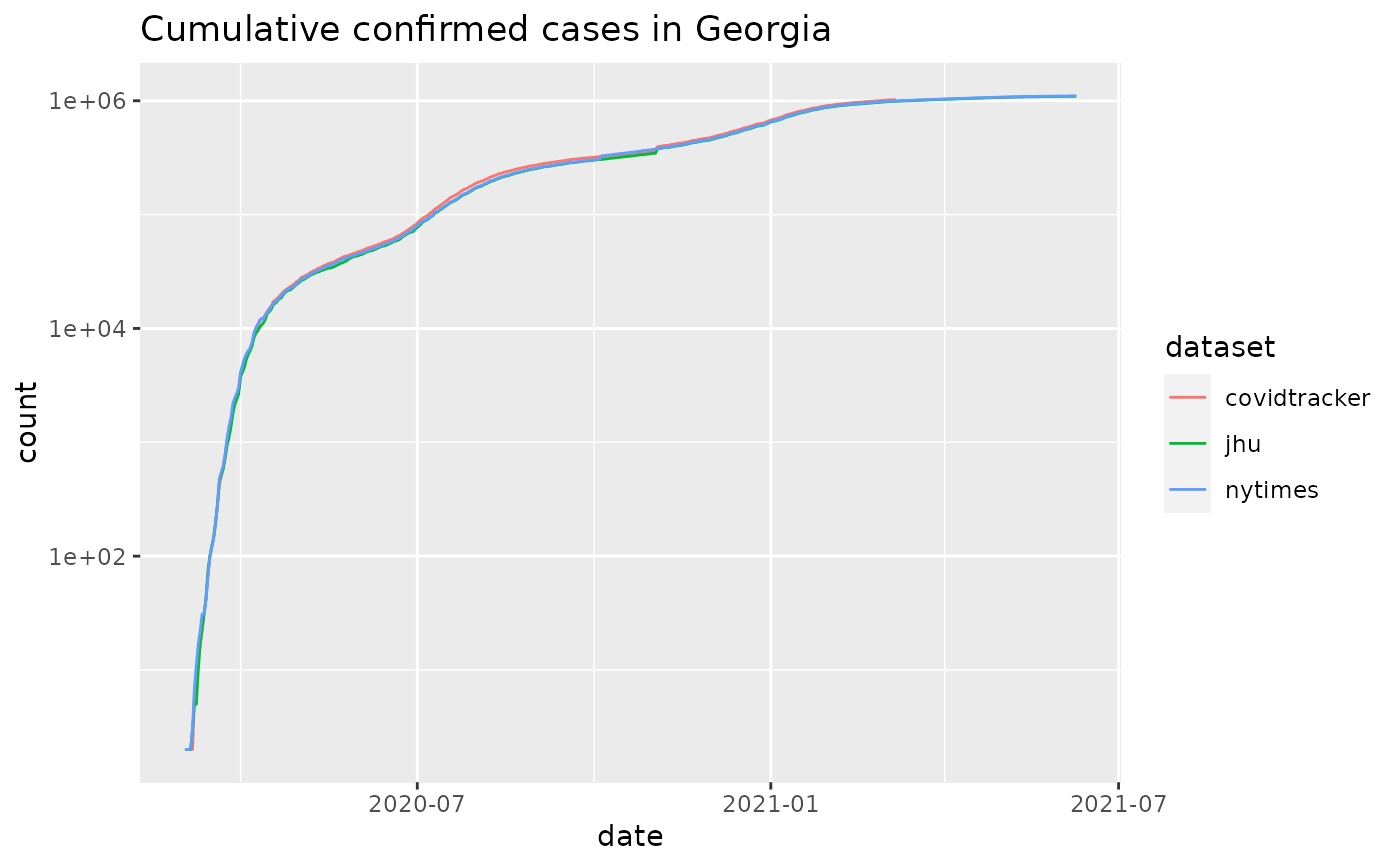 Cumulative confirmed cases in Georgia
1e+06
1e+04
1e+02
count
2020-07
2021-01
2021-07
date
dataset
covidtracker
jhu
nytimes